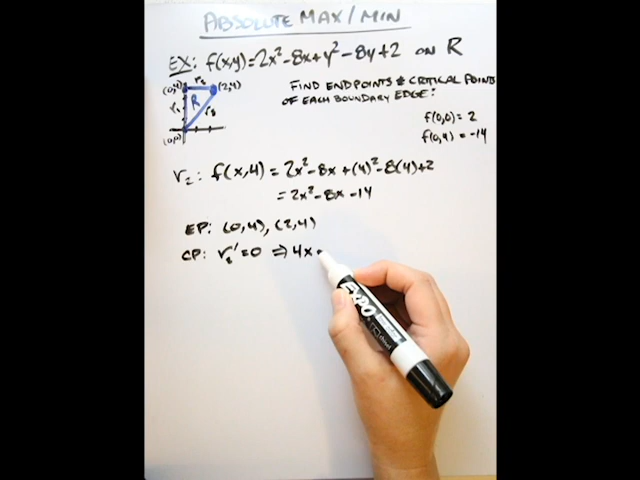 ABSOLUTE MAX/MIN
EX: f(x,y)=2x²-8x+y²-8y+2 on R
(0,4) r₂ (2,4)
r₁ R r₃
(0,0)
FIND ENDPOINTS & CRITICAL POINTS
OF EACH BOUNDARY EDGE:
f(0,0)=2
f(0,4)=-14
r₂: f(x,4)=2x²-8x+(4)²-8(4)+2
=2x²-8x-14
EP: (0,4),(2,4)
CP: r₂'=0 ⇒ 4x
EXPO
chisel